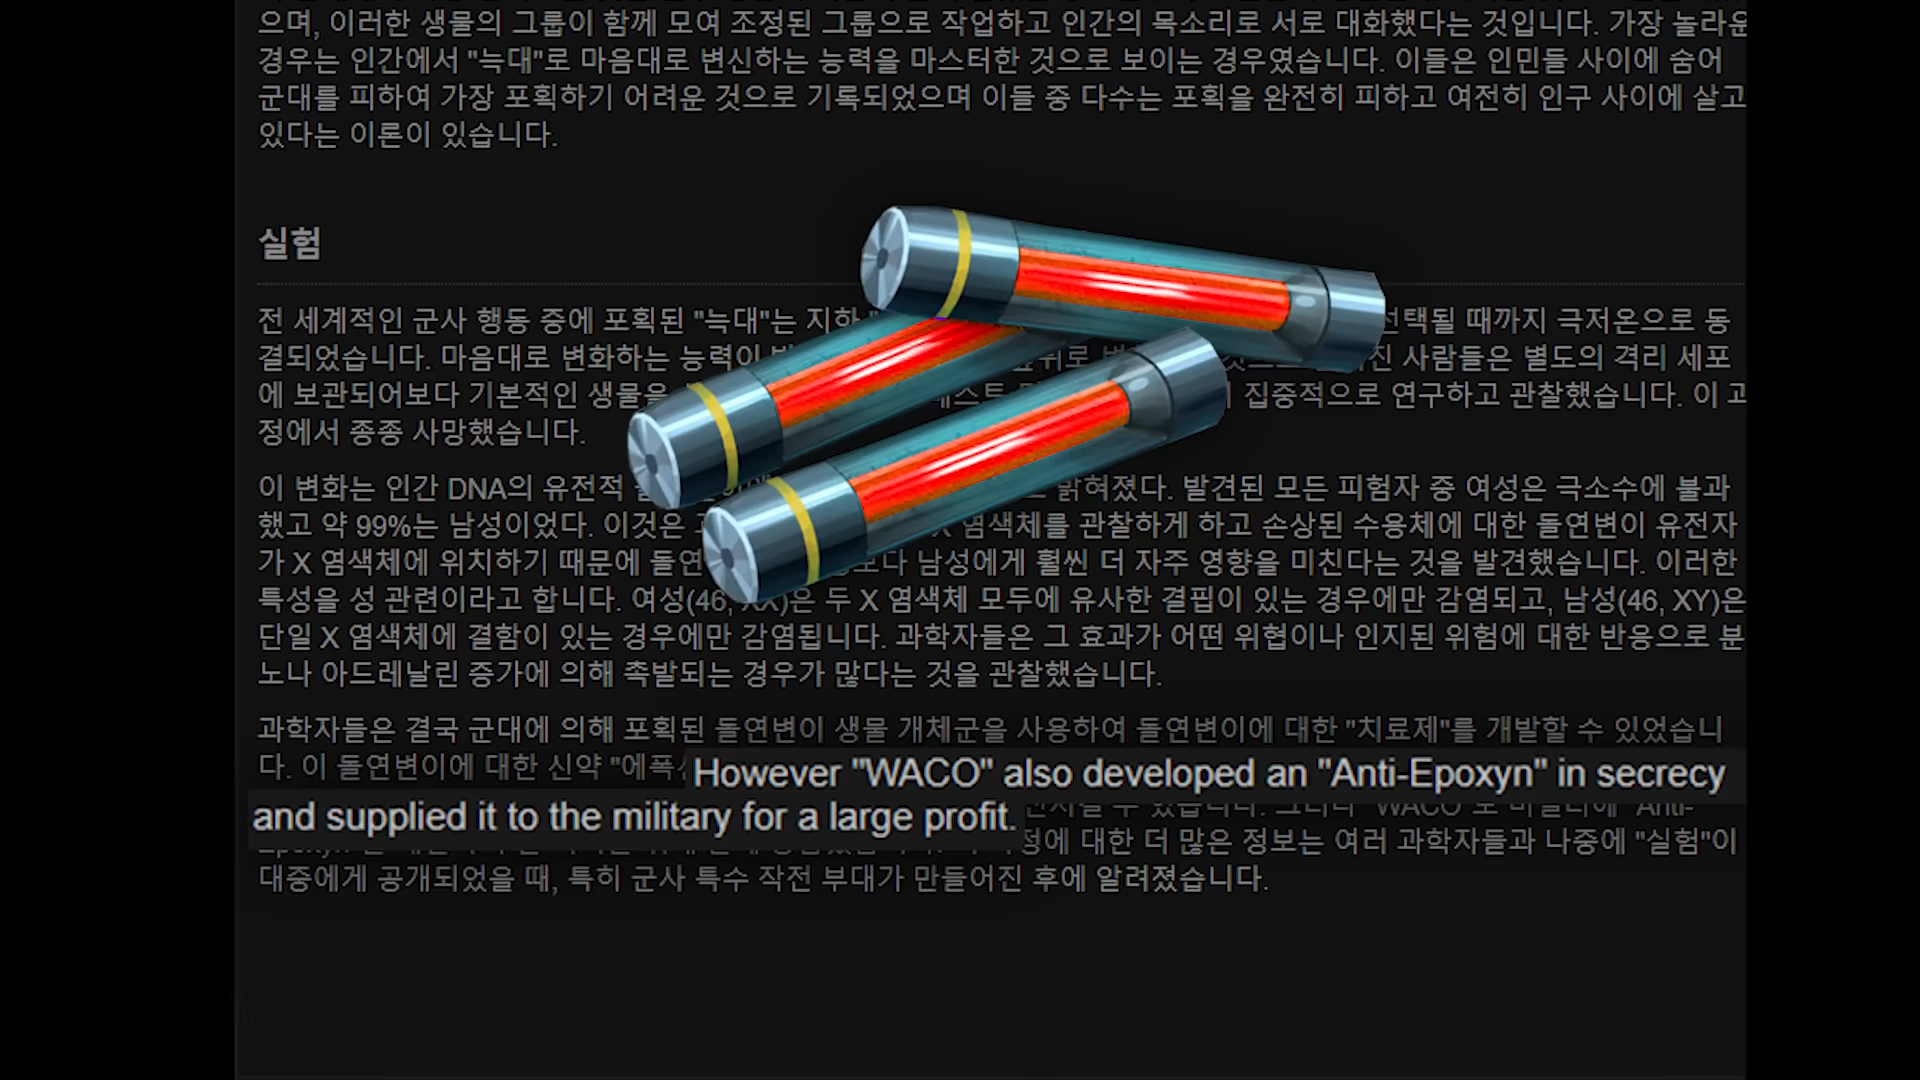 으며, 이러한 생물의 그룹이 함께 모여 조정된 그룹으로 작업하고 인간의 목소리로 서로 대화했다는 것입니다. 가장 놀라운
경우는 인간에서 "늑대"로 마음대로 변신하는 능력을 마스터한 것으로 보이는 경우였습니다. 이들은 인민들 사이에 숨어
군대를 피하여 가장 포획하기 어려운 것으로 기록되었으며 이들 중 다수는 포획을 완전히 피하고 여전히 인구 사이에 살고
있다는 이론이 있습니다.
실험
전 세계적인 군사 행동 중에 포획된 "늑대"는 지하 선택될 때까지 극저온으로 동
결되었습니다. 마음대로 변화하는 능력이 사람들은 별도의 격리 세포
에 보관되어보다 기본적인 생물을 집중적으로 연구하고 관찰했습니다. 이 과
정에서 종종 사망했습니다.
이 변화는 인간 DNA의 유전적 밝혀졌다. 발견된 모든 피험자 중 여성은 극소수에 불과
했고 약 99%는 남성이었다. 이것은 X 염색체를 관찰하게 하고 손상된 수용체에 대한 돌연변이 유전자
가 X 염색체에 위치하기 때문에 남성에게 훨씬 더 자주 영향을 미친다는 것을 발견했습니다. 이러한
특성을 성 관련이라고 합니다. 여성(46, XX)은 두 X 염색체 모두에 유사한 결핍이 있는 경우에만 감염되고, 남성(46, XY)은
단일 X 염색체에 결함이 있는 경우에만 감염됩니다. 과학자들은 그 효과가 어떤 위협이나 인지된 위험에 대한 반응으로 분
노나 아드레날린 증가에 의해 촉발되는 경우가 많다는 것을 관찰했습니다.
과학자들은 결국 군대에 의해 포획된 돌연변이 생물 개체군을 사용하여 돌연변이에 대한 "치료제"를 개발할 수 있었습니
다. 이 돌연변이에 대한 신약
However "WACO" also developed an "Anti-Epoxyn" in secrecy
and supplied it to the military for a large profit.
대한 더 많은 정보는 여러 과학자들과 나중에 "실험"이
대중에게 공개되었을 때, 특히 군사 특수 작전 부대가 만들어진 후에 알려졌습니다.